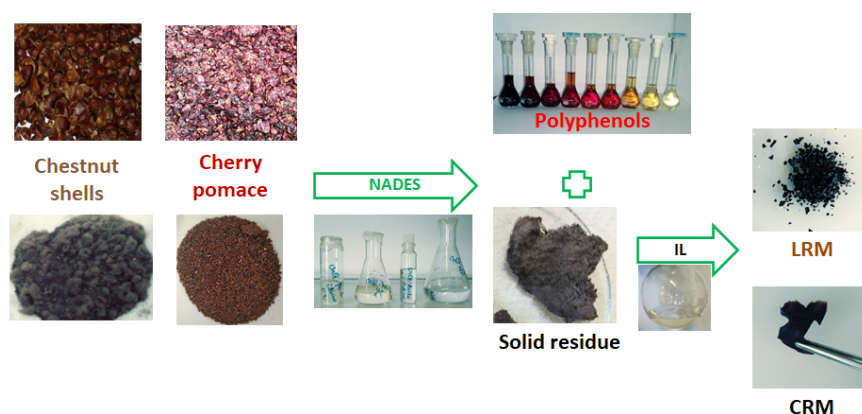 Chestnut
shells
Cherry
pomace
NADES
Polyphenols
Solid residue
IL
LRM
CRM